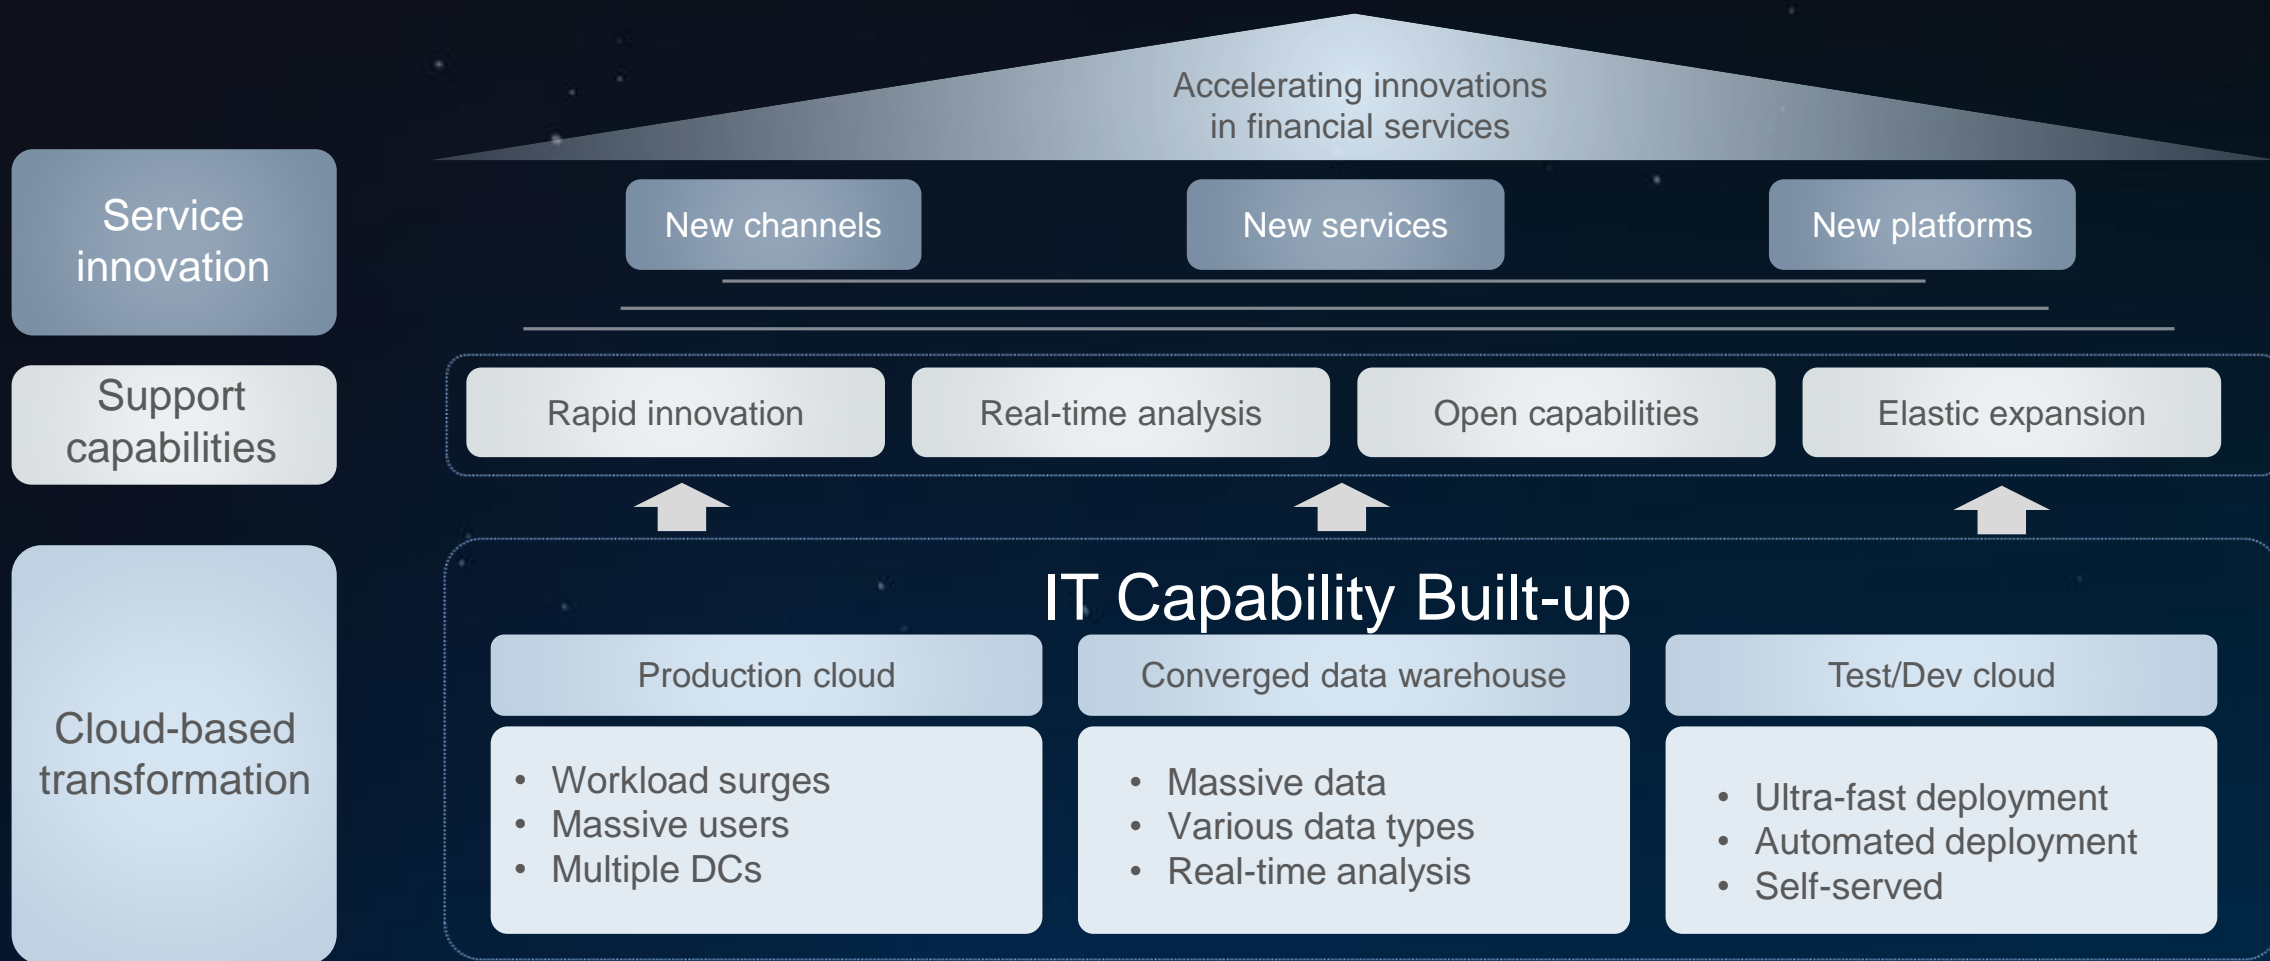 Accelerating innovations
in financial services
Service
innovation
New channels
New services
New platforms
Support
capabilities
Rapid innovation
Real-time analysis
Open capabilities
Elastic expansion
Cloud-based
transformation
IT Capability Built-up
Production cloud
• Workload surges
• Massive users
• Multiple DCs
Converged data warehouse
• Massive data
• Various data types
• Real-time analysis
Test/Dev cloud
• Ultra-fast deployment
• Automated deployment
• Self-served